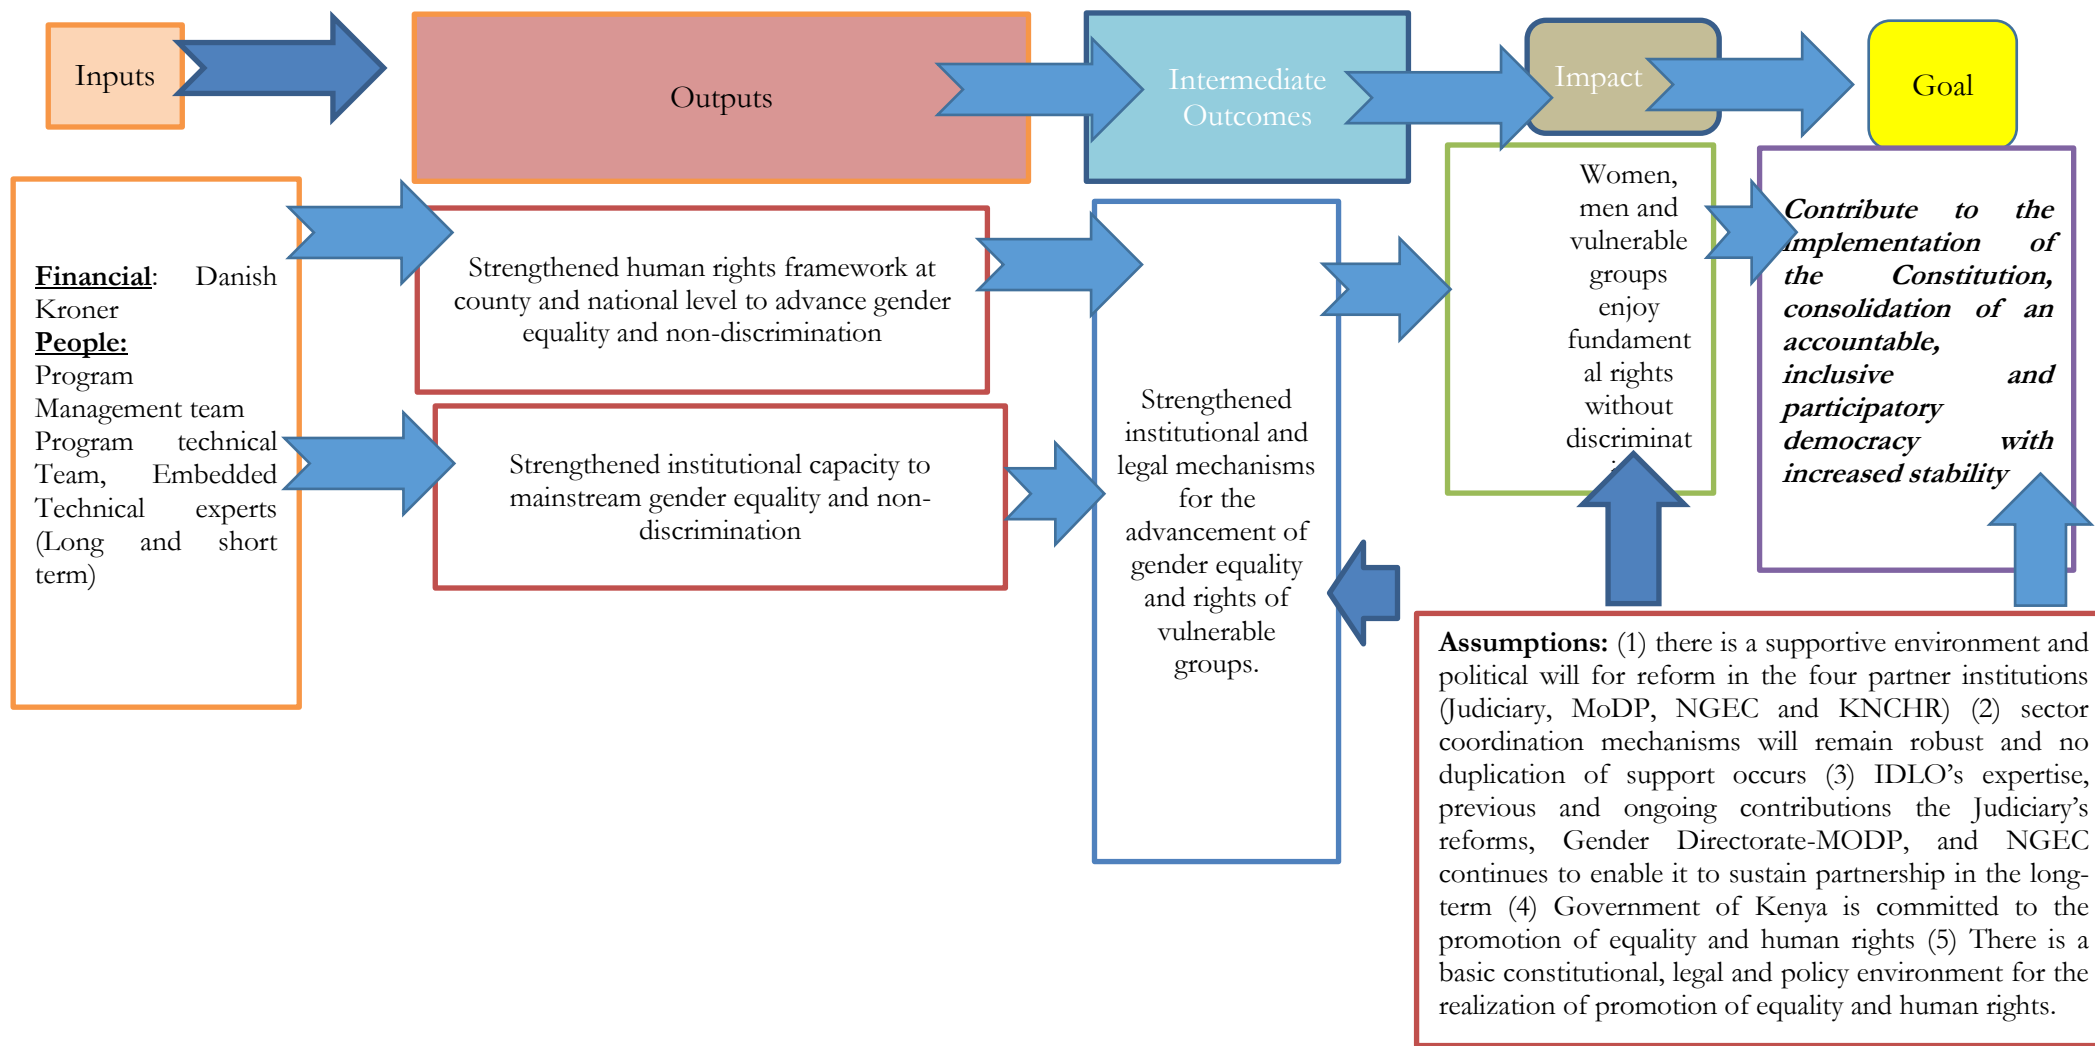 Inputs
Outputs
Intermediate
Outcomes
Impact
Goal
Financial: Danish
Kroner
People:
Program
Management team
Program technical
Team, Embedded
Technical experts
(Long and short
term)
Strengthened human rights framework at
county and national level to advance gender
equality and non-discrimination
Strengthened institutional capacity to
mainstream gender equality and non-
discrimination
Strengthened
institutional and
legal mechanisms
for the
advancement of
gender equality
and rights of
vulnerable
groups.
Women,
men and
vulnerable
groups
enjoy
fundament
al rights
without
discriminat
Contribute to the
implementation of
the Constitution,
consolidation of an
accountable,
inclusive and
participatory
democracy with
increased stability
Assumptions: (1) there is a supportive environment and
political will for reform in the four partner institutions
(Judiciary, MoDP, NGEC and KNCHR) (2) sector
coordination mechanisms will remain robust and no
duplication of support occurs (3) IDLO’s expertise,
previous and ongoing contributions the Judiciary’s
reforms, Gender Directorate-MODP, and NGEC
continues to enable it to sustain partnership in the long-
term (4) Government of Kenya is committed to the
promotion of equality and human rights (5) There is a
basic constitutional, legal and policy environment for the
realization of promotion of equality and human rights.